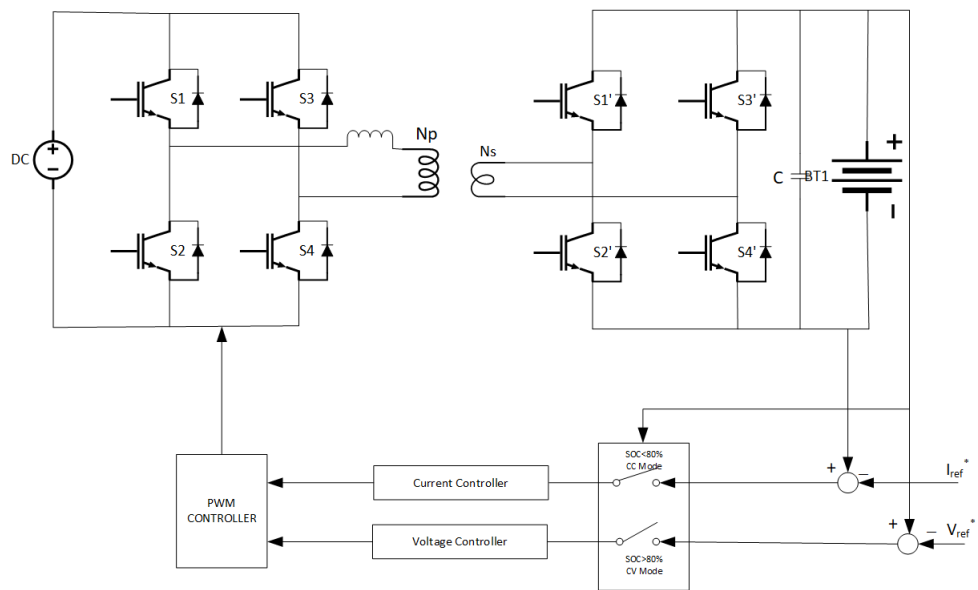 S1
S3
S1'
S3'
Np
Ns
DC
+
−
C
BT1
+
-
S2
S4
S2'
S4'
SOC<80%
CC Mode
+
−
Iref*
Current Controller
PWM
CONTROLLER
+
−
Vref*
Voltage Controller
SOC>80%
CV Mode